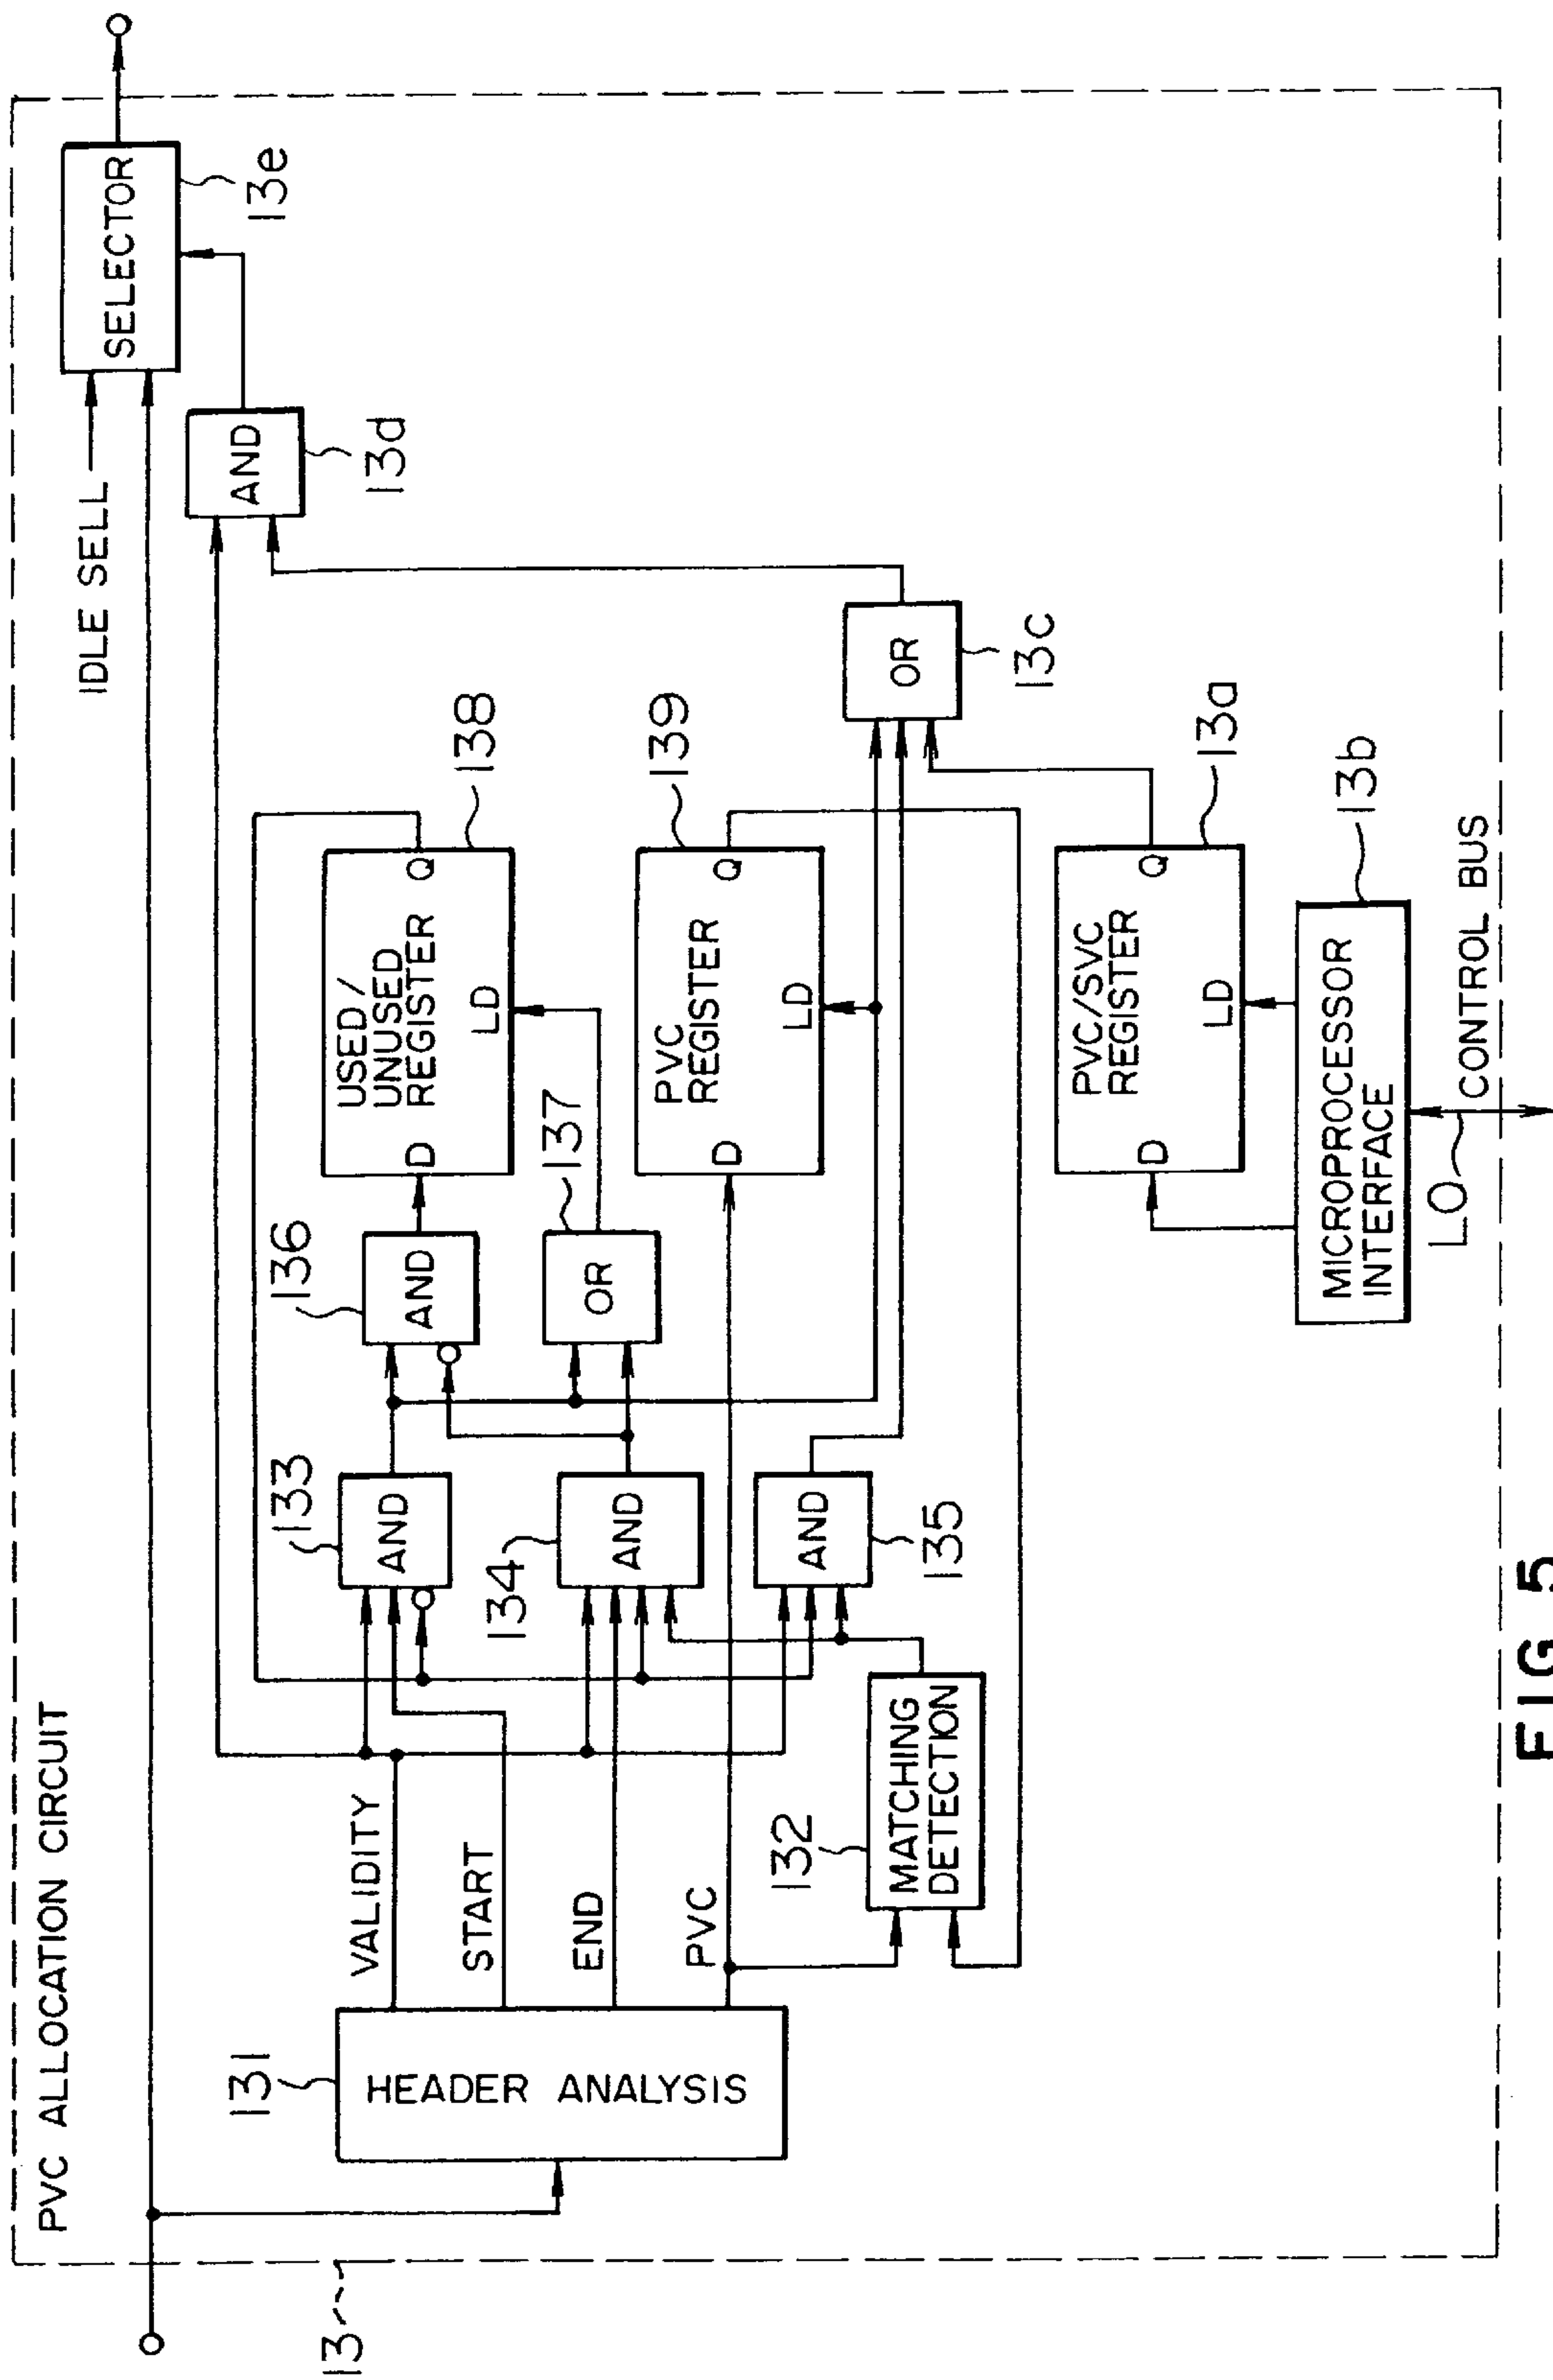 PVC ALLOCATION CIRCUIT
13
IDLE SELL
SELECTOR
13e
AND
13d
131
HEADER ANALYSIS
VALIDITY
START
END
PVC
132
MATCHING
DETECTION
133
AND
134
AND
AND
135
136
AND
137
OR
USED/
UNUSED
REGISTER
D
LD
Q
138
PVC
REGISTER
D
LD
Q
139
OR
13c
PVC/SVC
REGISTER
D
LD
Q
13a
MICROPROCESSOR
INTERFACE
13b
LO
CONTROL BUS
FIG. 5